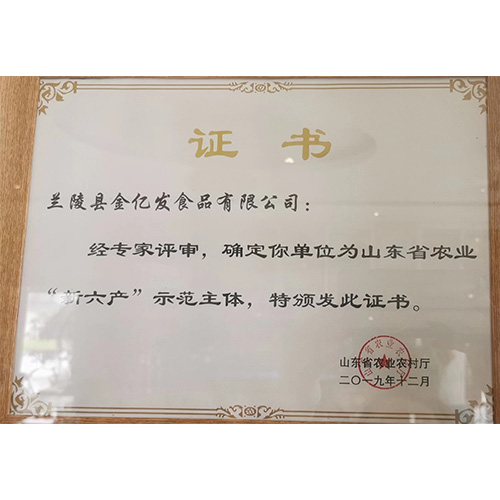 证书
兰陵县金亿发食品有限公司：
经专家评审，确定你单位为山东省农业
“新六产”示范主体，特颁发此证书。
山东省农业农村厅
二〇一九年十二月